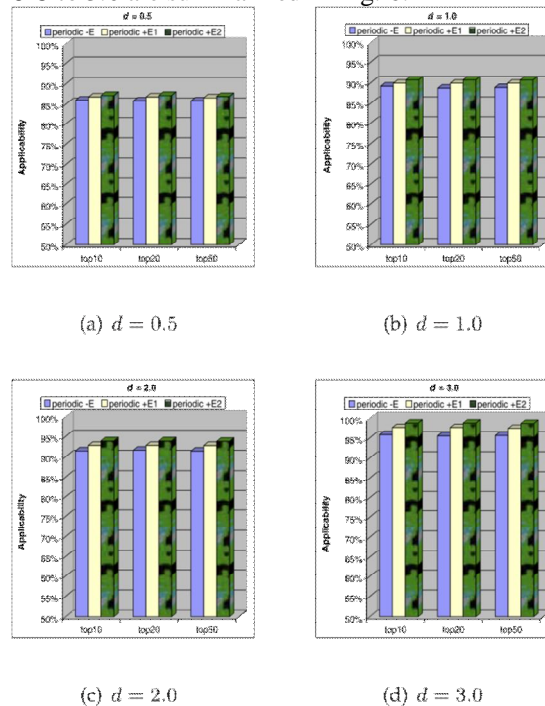 d = 0.5
periodic -E periodic +E1 periodic +E2
100%
95%
90%
85%
80%
75%
70%
65%
60%
55%
50%
Applicability
top10 top20 top50
(a) d = 0.5
d = 1.0
periodic -E periodic +E1 periodic +E2
100%
95%
90%
85%
80%
75%
70%
65%
60%
55%
50%
Applicability
top10 top20 top50
(b) d = 1.0
d = 2.0
periodic -E periodic +E1 periodic +E2
100%
95%
90%
85%
80%
75%
70%
65%
60%
55%
50%
Applicability
top10 top20 top50
(c) d = 2.0
d = 3.0
periodic -E periodic +E1 periodic +E2
100%
95%
90%
85%
80%
75%
70%
65%
60%
55%
50%
Applicability
top10 top20 top50
(d) d = 3.0